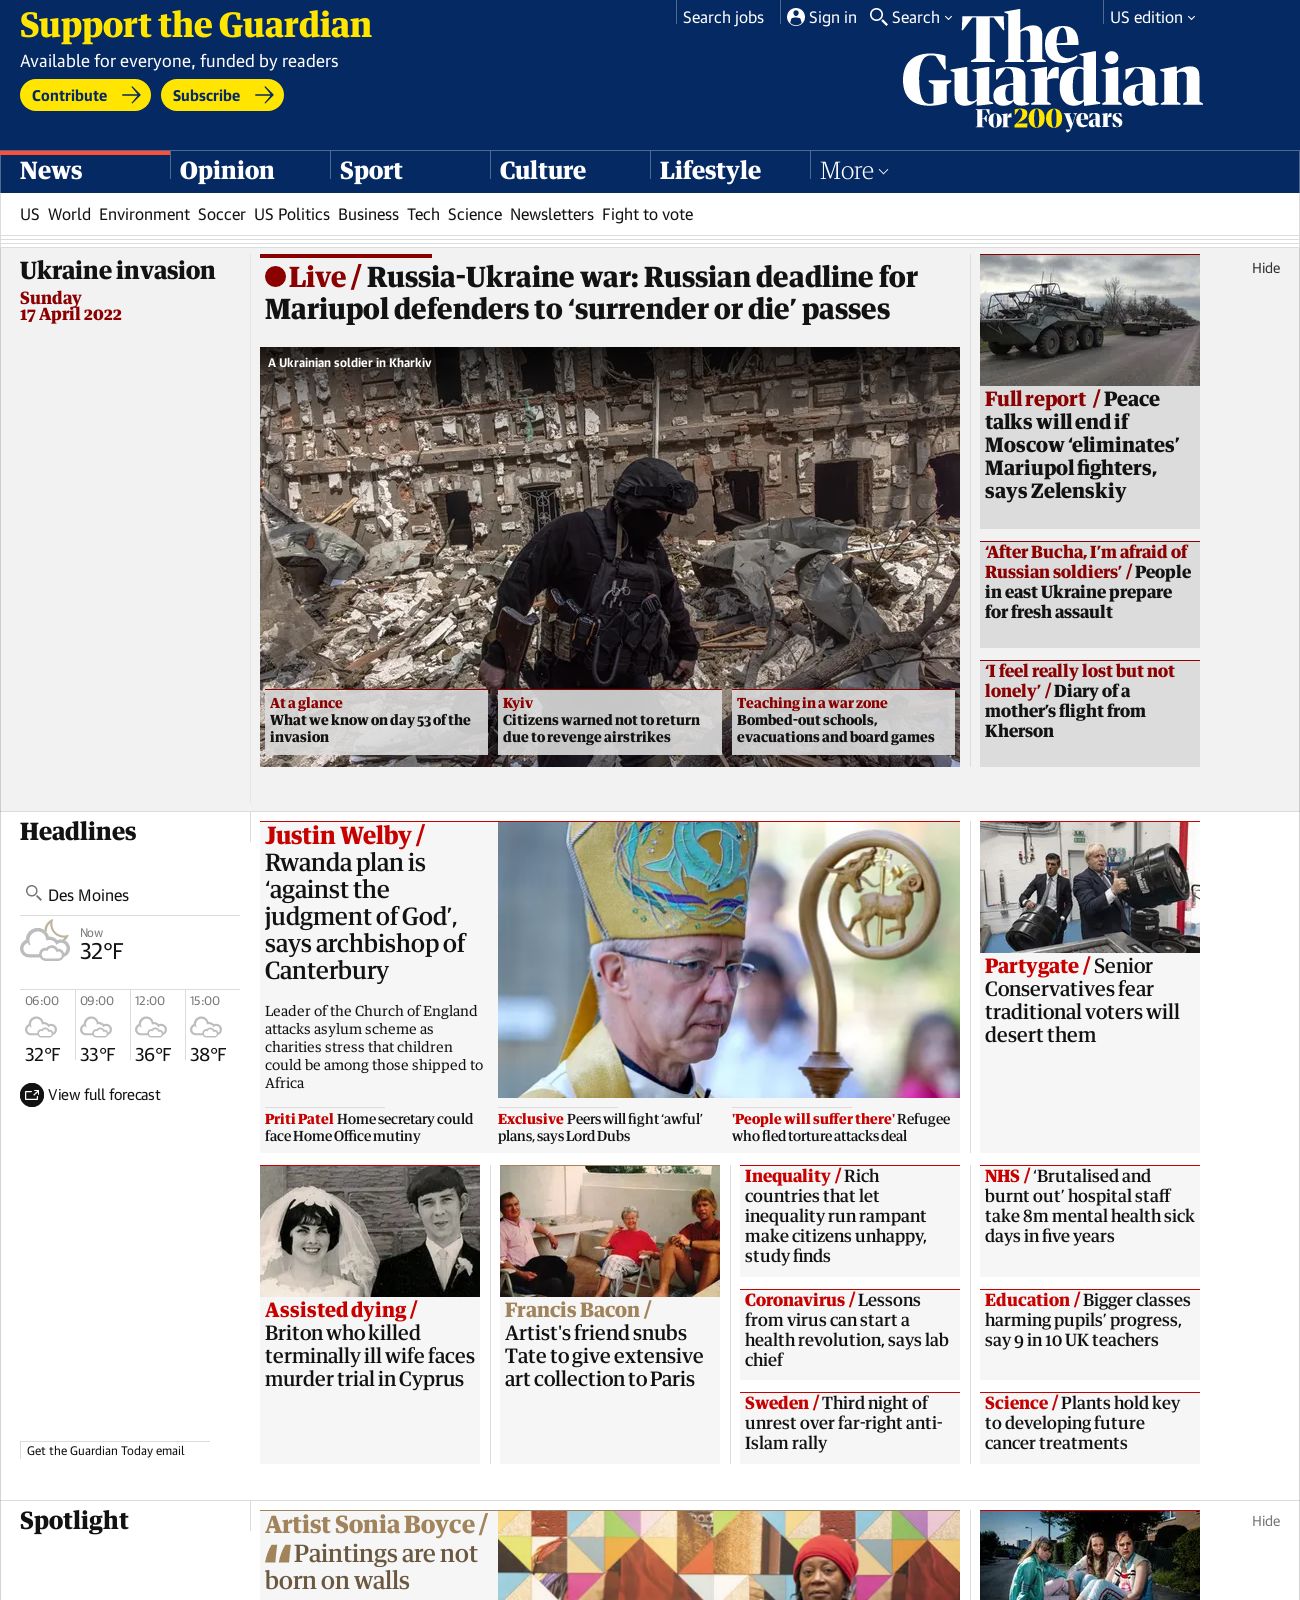 Support the Guardian
Available for everyone, funded by readers
Contribute
Subscribe
Search jobs
Sign in
Search
US edition
The
Guardian
For 200 years
News
Opinion
Sport
Culture
Lifestyle
More
US World Environment Soccer US Politics Business Tech Science Newsletters Fight to vote
Ukraine invasion
Sunday
17 April 2022
Live / Russia-Ukraine war: Russian deadline for
Mariupol defenders to ‘surrender or die’ passes
A Ukrainian soldier in Kharkiv
At a glance
What we know on day 53 of the
invasion
Kyiv
Citizens warned not to return
due to revenge airstrikes
Teaching in a war zone
Bombed-out schools,
evacuations and board games
Full report / Peace
talks will end if
Moscow ‘eliminates’
Mariupol fighters,
says Zelenskiy
‘After Bucha, I’m afraid of
Russian soldiers’ / People
in east Ukraine prepare
for fresh assault
‘I feel really lost but not
lonely’ / Diary of a
mother’s flight from
Kherson
Hide
Headlines
Des Moines
Now
32°F
06:00
32°F
09:00
33°F
12:00
36°F
15:00
38°F
View full forecast
Get the Guardian Today email
Justin Welby /
Rwanda plan is
‘against the
judgment of God’,
says archbishop of
Canterbury
Leader of the Church of England
attacks asylum scheme as
charities stress that children
could be among those shipped to
Africa
Priti Patel Home secretary could
face Home Office mutiny
Exclusive Peers will fight ‘awful’
plans, says Lord Dubs
'People will suffer there' Refugee
who fled torture attacks deal
Partygate / Senior
Conservatives fear
traditional voters will
desert them
Assisted dying /
Briton who killed
terminally ill wife faces
murder trial in Cyprus
Francis Bacon /
Artist's friend snubs
Tate to give extensive
art collection to Paris
Inequality / Rich
countries that let
inequality run rampant
make citizens unhappy,
study finds
Coronavirus / Lessons
from virus can start a
health revolution, says lab
chief
Sweden / Third night of
unrest over far-right anti-
Islam rally
NHS / ‘Brutalised and
burnt out’ hospital staff
take 8m mental health sick
days in five years
Education / Bigger classes
harming pupils’ progress,
say 9 in 10 UK teachers
Science / Plants hold key
to developing future
cancer treatments
Spotlight
Artist Sonia Boyce /
“Paintings are not
born on walls
Hide